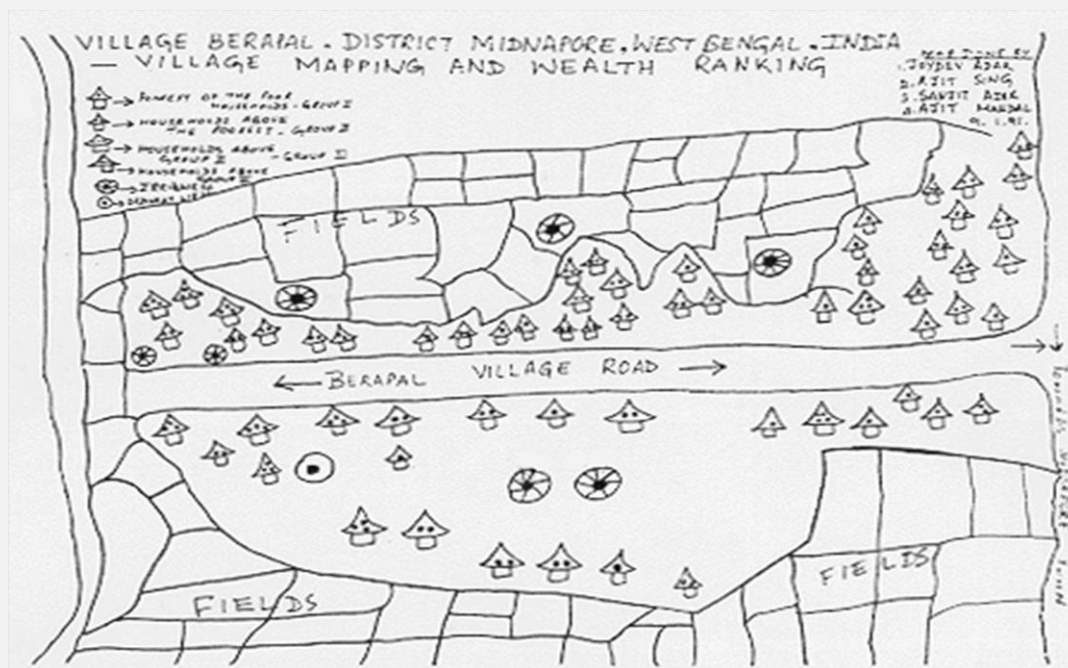 VILLAGE BERAPAL. DISTRICT MIDNAPORE, WEST BENGAL. INDIA
— VILLAGE MAPPING AND WEALTH RANKING
MAP DONE BY
1. JOYDEV ADAK
2. AJIT SING
3. SANJIT
4. AJIT MANDAL
→ POOREST OF THE POOR
HOUSEHOLDS - GROUP I
→ HOUSEHOLDS ABOVE
THE POOREST - GROUP II
→ HOUSEHOLDS ABOVE
GROUP II - GROUP III
→ HOUSEHOLDS ABOVE
FIELDS
← BERAPAL VILLAGE ROAD →
FIELDS
FIELDS